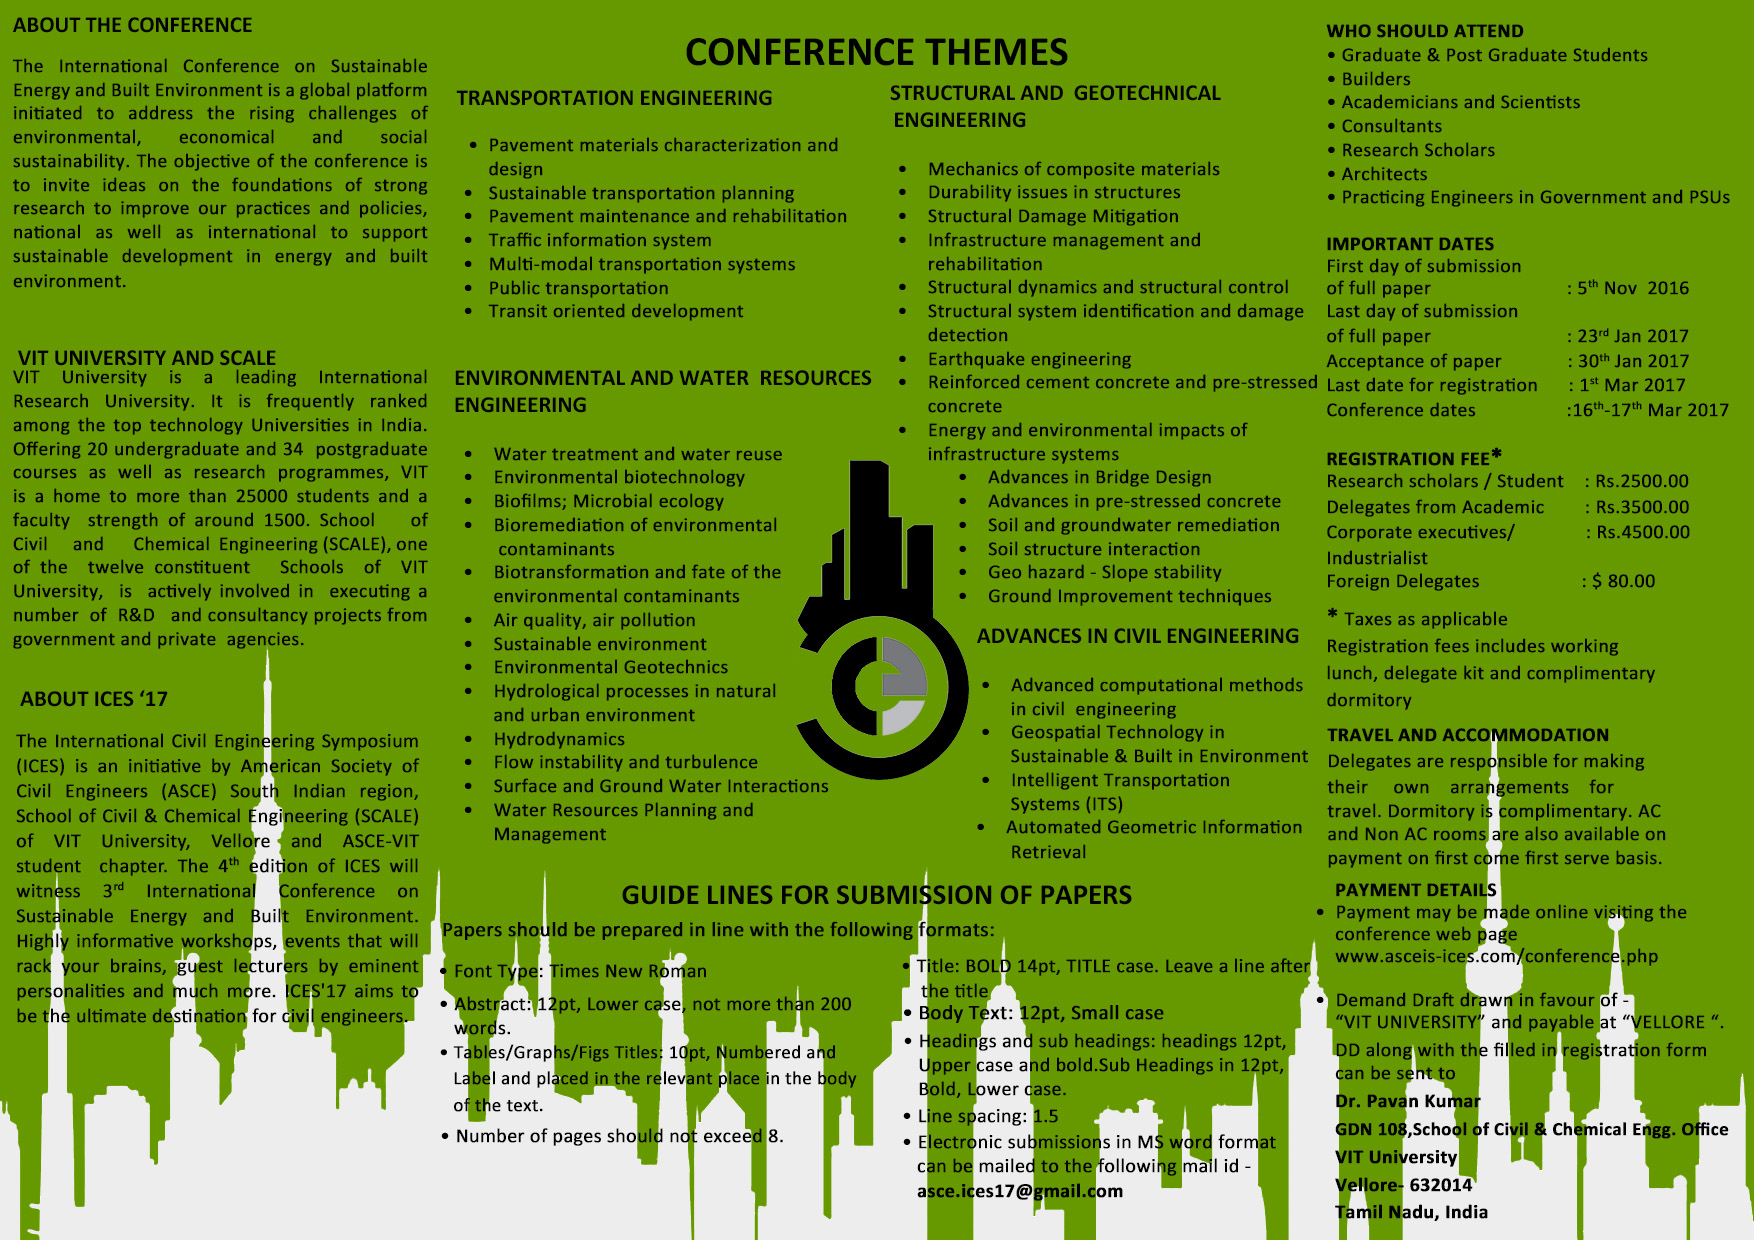 ABOUT THE CONFERENCE
The International Conference on Sustainable
Energy and Built Environment is a global platform
initiated to address the rising challenges of
environmental, economical and social
sustainability. The objective of the conference is
to invite ideas on the foundations of strong
research to improve our practices and policies,
national as well as international to support
sustainable development in energy and built
environment.
VIT UNIVERSITY AND SCALE
VIT University is a leading International
Research University. It is frequently ranked
among the top technology Universities in India.
Offering 20 undergraduate and 34 postgraduate
courses as well as research programmes, VIT
is a home to more than 25000 students and a
faculty strength of around 1500. School of
Civil and Chemical Engineering (SCALE), one
of the twelve constituent Schools of VIT
University, is actively involved in executing a
number of R&D and consultancy projects from
government and private agencies.
ABOUT ICES ‘17
The International Civil Engineering Symposium
(ICES) is an initiative by American Society of
Civil Engineers (ASCE) South Indian region,
School of Civil & Chemical Engineering (SCALE)
of VIT University, Vellore and ASCE-VIT
student chapter. The 4th edition of ICES will
witness 3rd International Conference on
Sustainable Energy and Built Environment.
Highly informative workshops, events that will
rack your brains, guest lecturers by eminent
personalities and much more. ICES'17 aims to
be the ultimate destination for civil engineers.
CONFERENCE THEMES
TRANSPORTATION ENGINEERING
• Pavement materials characterization and
design
• Sustainable transportation planning
• Pavement maintenance and rehabilitation
• Traffic information system
• Multi-modal transportation systems
• Public transportation
• Transit oriented development
ENVIRONMENTAL AND WATER RESOURCES
ENGINEERING
• Water treatment and water reuse
• Environmental biotechnology
• Biofilms; Microbial ecology
• Bioremediation of environmental
contaminants
• Biotransformation and fate of the
environmental contaminants
• Air quality, air pollution
• Sustainable environment
• Environmental Geotechnics
• Hydrological processes in natural
and urban environment
• Hydrodynamics
• Flow instability and turbulence
• Surface and Ground Water Interactions
• Water Resources Planning and
Management
STRUCTURAL AND GEOTECHNICAL
ENGINEERING
• Mechanics of composite materials
• Durability issues in structures
• Structural Damage Mitigation
• Infrastructure management and
rehabilitation
• Structural dynamics and structural control
• Structural system identification and damage
detection
• Earthquake engineering
• Reinforced cement concrete and pre-stressed
concrete
• Energy and environmental impacts of
infrastructure systems
• Advances in Bridge Design
• Advances in pre-stressed concrete
• Soil and groundwater remediation
• Soil structure interaction
• Geo hazard - Slope stability
• Ground Improvement techniques
ADVANCES IN CIVIL ENGINEERING
• Advanced computational methods
in civil engineering
• Geospatial Technology in
Sustainable & Built in Environment
• Intelligent Transportation
Systems (ITS)
• Automated Geometric Information
Retrieval
GUIDE LINES FOR SUBMISSION OF PAPERS
Papers should be prepared in line with the following formats:
• Font Type: Times New Roman
• Abstract: 12pt, Lower case, not more than 200
words.
• Tables/Graphs/Figs Titles: 10pt, Numbered and
Label and placed in the relevant place in the body
of the text.
• Number of pages should not exceed 8.
• Title: BOLD 14pt, TITLE case. Leave a line after
the title
• Body Text: 12pt, Small case
• Headings and sub headings: headings 12pt,
Upper case and bold.Sub Headings in 12pt,
Bold, Lower case.
• Line spacing: 1.5
• Electronic submissions in MS word format
can be mailed to the following mail id -
asce.ices17@gmail.com
WHO SHOULD ATTEND
• Graduate & Post Graduate Students
• Builders
• Academicians and Scientists
• Consultants
• Research Scholars
• Architects
• Practicing Engineers in Government and PSUs
IMPORTANT DATES
First day of submission
of full paper : 5th Nov 2016
Last day of submission
of full paper : 23rd Jan 2017
Acceptance of paper : 30th Jan 2017
Last date for registration : 1st Mar 2017
Conference dates :16th-17th Mar 2017
REGISTRATION FEE*
Research scholars / Student : Rs.2500.00
Delegates from Academic : Rs.3500.00
Corporate executives/ : Rs.4500.00
Industrialist
Foreign Delegates : $ 80.00
* Taxes as applicable
Registration fees includes working
lunch, delegate kit and complimentary
dormitory
TRAVEL AND ACCOMMODATION
Delegates are responsible for making
their own arrangements for
travel. Dormitory is complimentary. AC
and Non AC rooms are also available on
payment on first come first serve basis.
PAYMENT DETAILS
• Payment may be made online visiting the
conference web page
www.asceis-ices.com/conference.php
• Demand Draft drawn in favour of -
“VIT UNIVERSITY” and payable at “VELLORE “.
DD along with the filled in registration form
can be sent to
Dr. Pavan Kumar
GDN 108,School of Civil & Chemical Engg. Office
VIT University
Vellore- 632014
Tamil Nadu, India